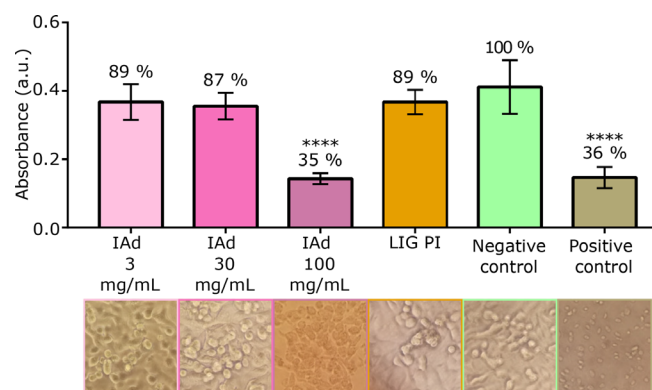 Absorbance (a.u.)
0.6
0.4
0.2
0.0
89 %
87 %
****
35 %
89 %
100 %
****
36 %
IAd
3
mg/mL
IAd
30
mg/mL
IAd
100
mg/mL
LIG PI
Negative
control
Positive
control